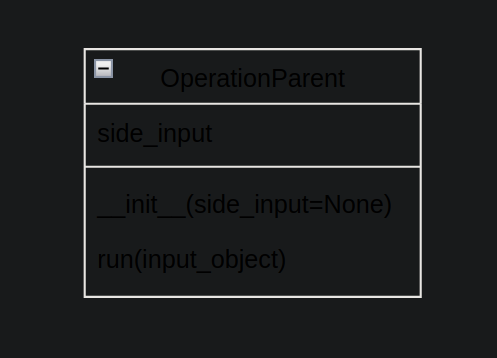 OperationParent
side_input
__init__(side_input=None)
run(input_object)